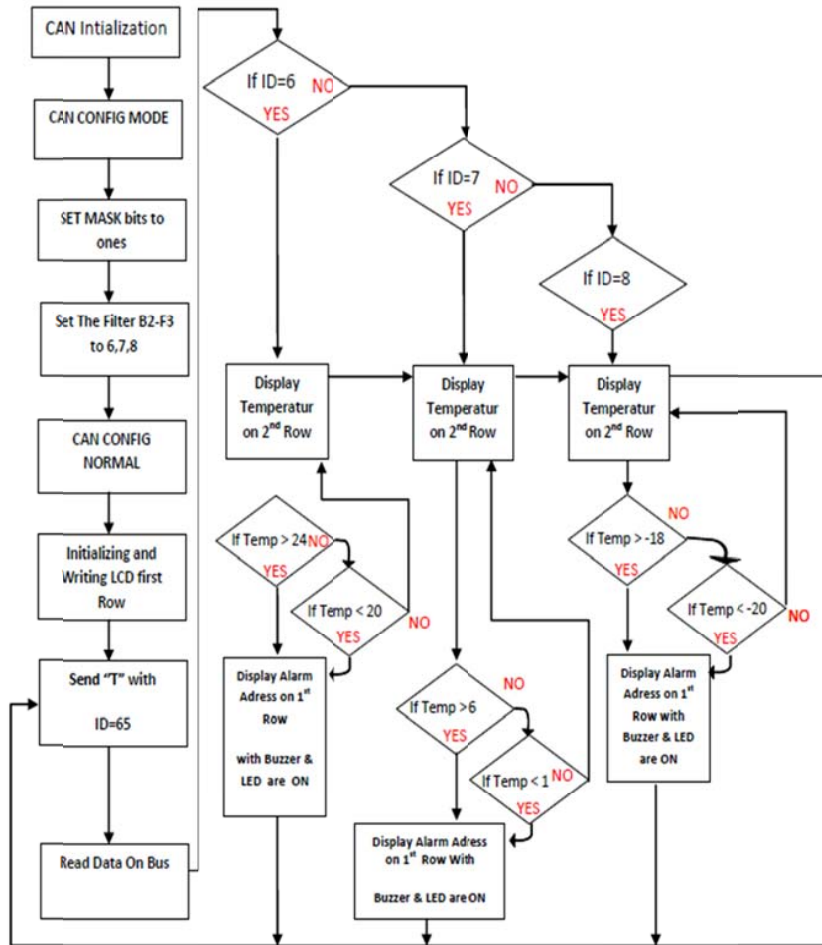 CAN Intialization
CAN CONFIG MODE
SET MASK bits to
ones
Set The Filter B2-F3
to 6,7,8
CAN CONFIG
NORMAL
Initializing and
Writing LCD first
Row
Send "T" with
ID=65
Read Data On Bus
If ID=6
NO
YES
If ID=7
NO
YES
If ID=8
YES
Display
Temperatur
on 2nd Row
If Temp > 24
NO
YES
If Temp < 20
YES
NO
Display Alarm
Adress on 1st
Row
with Buzzer &
LED are ON
Display
Temperatur
on 2nd Row
If Temp >6
NO
YES
If Temp < 1
NO
YES
Display Alarm Adress
on 1st Row With
Buzzer & LED are ON
Display
Temperatur
on 2nd Row
If Temp > -18
NO
YES
If Temp < -20
NO
YES
Display Alarm
Adress on 1st
Row with
Buzzer & LED
are ON